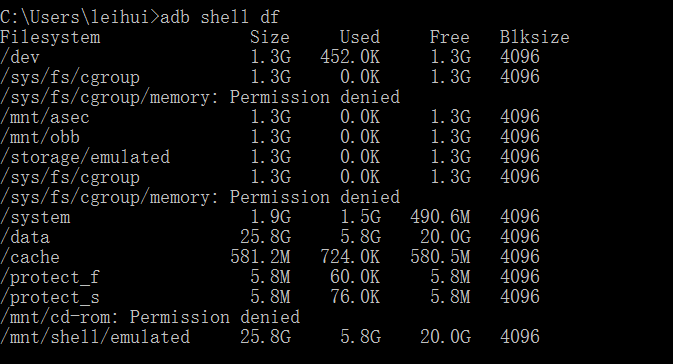 C:\Users\leihui>adb shell df
Filesystem Size Used Free Blksize
/dev 1.3G 452.0K 1.3G 4096
/sys/fs/cgroup 1.3G 0.0K 1.3G 4096
/sys/fs/cgroup/memory: Permission denied
/mnt/asec 1.3G 0.0K 1.3G 4096
/mnt/obb 1.3G 0.0K 1.3G 4096
/storage/emulated 1.3G 0.0K 1.3G 4096
/sys/fs/cgroup 1.3G 0.0K 1.3G 4096
/sys/fs/cgroup/memory: Permission denied
/system 1.9G 1.5G 490.6M 4096
/data 25.8G 5.8G 20.0G 4096
/cache 581.2M 724.0K 580.5M 4096
/protect_f 5.8M 60.0K 5.8M 4096
/protect_s 5.8M 76.0K 5.8M 4096
/mnt/cd-rom: Permission denied
/mnt/shell/emulated 25.8G 5.8G 20.0G 4096